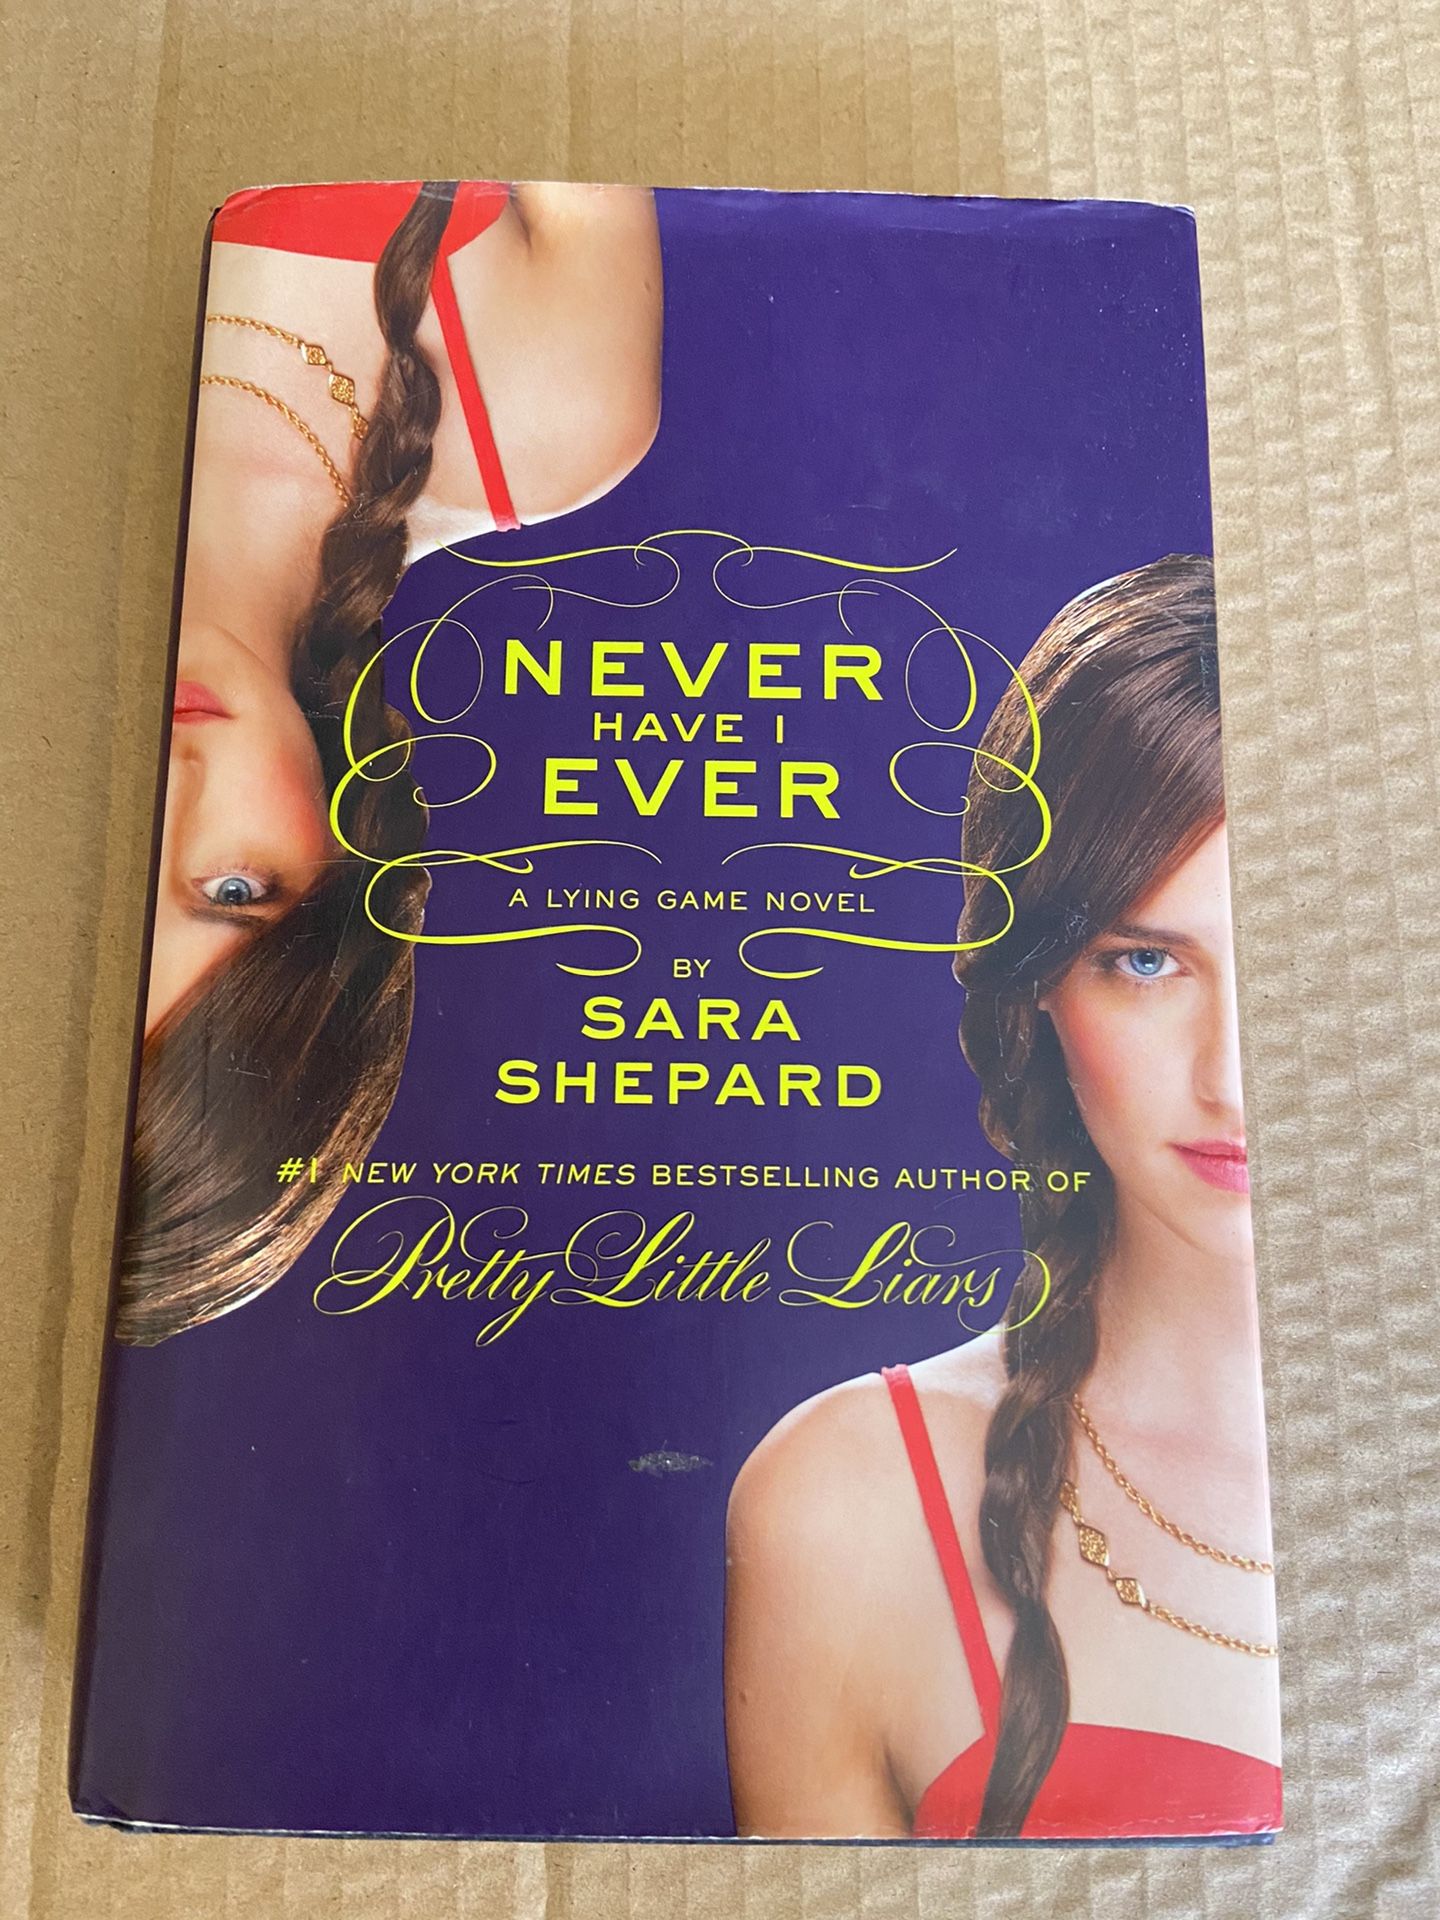 NEVER
HAVE I
EVER
A LYING GAME NOVEL
BY
SARA
SHEPARD
#1 NEW YORK TIMES BESTSELLING AUTHOR OF
Pretty Little Liars